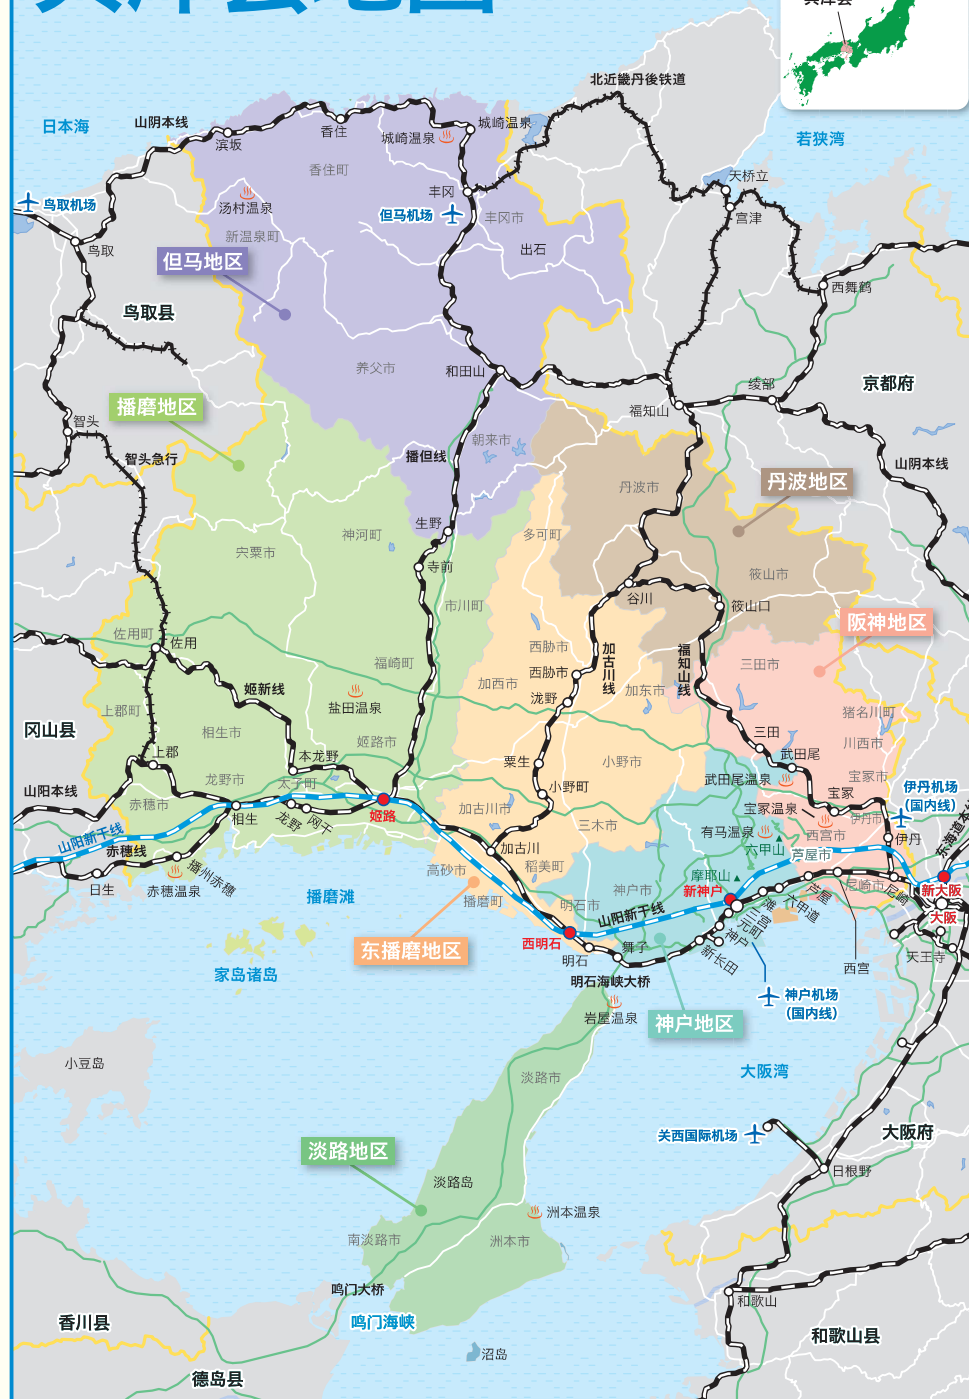 兵库县地图
兵库县
北近畿丹後铁道
日本海
山阴本线
滨坂
香住
城崎温泉
城崎温泉
若狭湾
香住町
天桥立
鸟取机场
汤村温泉
丰冈
但马机场
丰冈市
宫津
新温泉町
出石
鸟取
但马地区
西舞鹤
鸟取县
养父市
和田山
绫部
京都府
播磨地区
福知山
智头
朝来市
智头急行
播但线
山阴本线
丹波地区
丹波市
生野
神河町
多可町
宍粟市
寺前
筱山市
谷川
筱山口
市川町
阪神地区
佐用町
佐用
西胁市
加古川线
福知山线
福崎町
三田市
西胁市
加西市
加东市
姬新线
泷野
盐田温泉
上郡町
猪名川町
冈山县
相生市
三田
姬路市
川西市
上郡
本龙野
武田尾
粟生
小野市
龙野市
太子町
武田尾温泉
宝冢市
伊丹机场
(国内线)
山阳本线
小野町
宝冢
赤穗市
加古川市
宝冢温泉
伊丹市
相生
龙野
网干
姬路
三木市
有马温泉
西宫市
伊丹
东海道本
山阳新干线
赤穗线
加古川
六甲山
芦屋市
稻美町
高砂市
摩耶山
日生
赤穗温泉
播州赤穗
神户市
新神户
芦屋
尼崎市
尼崎
新大阪
播磨滩
播磨町
明石市
山阳新干线
滩
六甲道
大阪
三宫
元町
神户
东播磨地区
西明石
舞子
新长田
天王寺
明石
西宫
家岛诸岛
明石海峡大桥
神户机场
(国内线)
岩屋温泉
神户地区
小豆岛
大阪湾
淡路市
关西国际机场
大阪府
淡路地区
日根野
淡路岛
洲本温泉
南淡路市
洲本市
鸣门大桥
和歌山
香川县
鸣门海峡
和歌山县
沼岛
德岛县